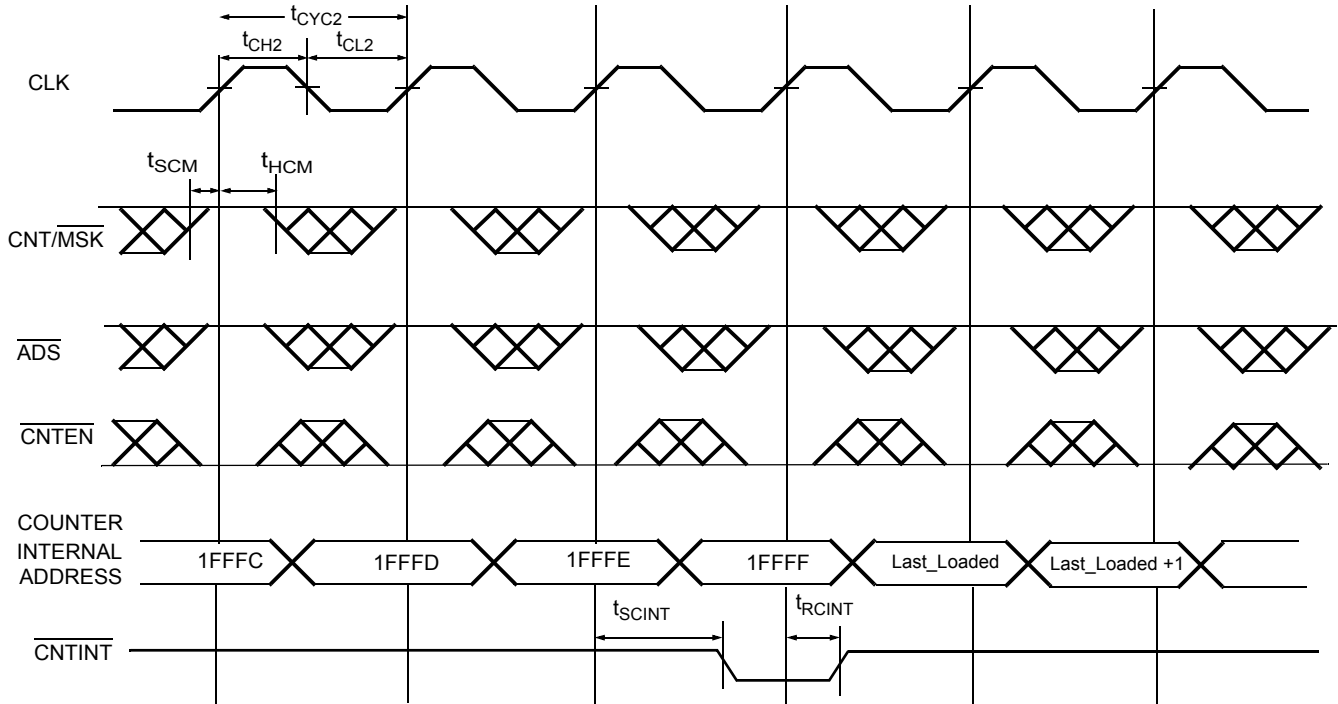 tCYC2
tCH2 tCL2
CLK
tSCM tHCM
CNT/MSK
ADS
CNTEN
COUNTER
INTERNAL
ADDRESS
1FFFC 1FFFD 1FFFE 1FFFF Last_Loaded Last_Loaded +1
tSCINT tRCINT
CNTINT